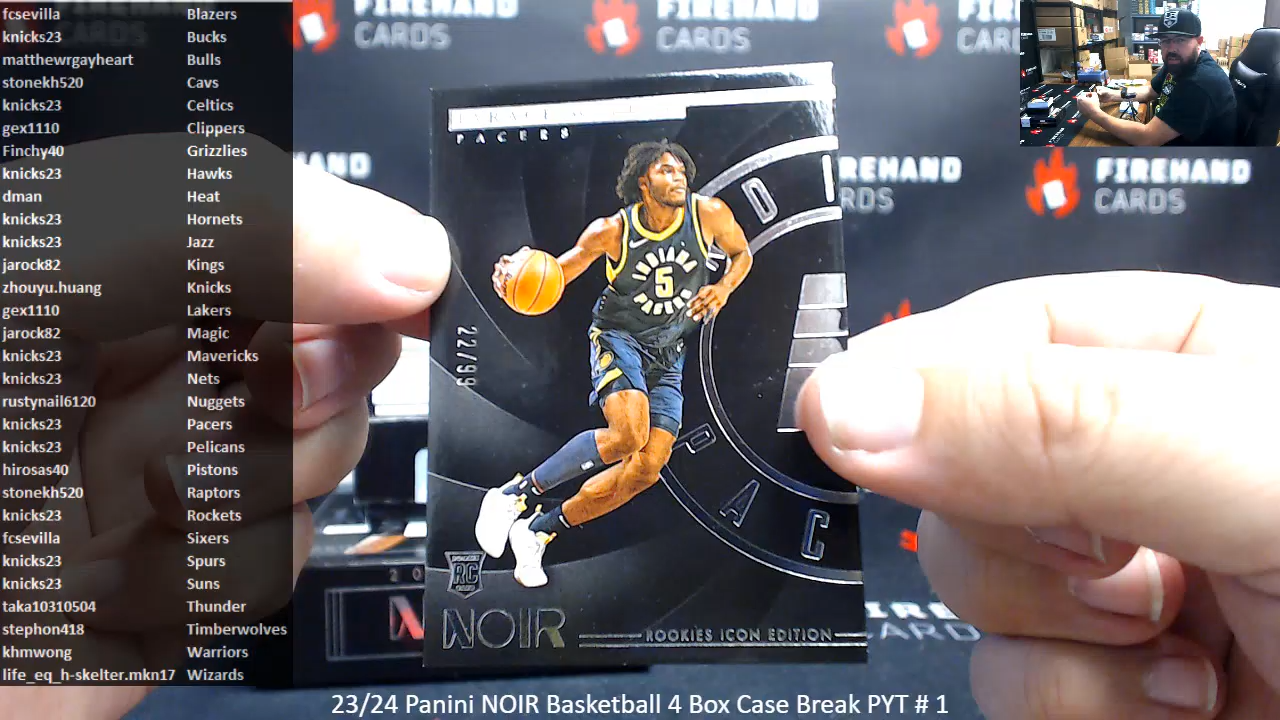 fcsevilla Blazers
knicks23 Bucks
matthewrgayheart Bulls
stonekh520 Cavs
knicks23 Celtics
gex1110 Clippers
Finchy40 Grizzlies
knicks23 Hawks
dman Heat
knicks23 Hornets
knicks23 Jazz
jarock82 Kings
zhouyu.huang Knicks
gex1110 Lakers
jarock82 Magic
knicks23 Mavericks
knicks23 Nets
rustynail6120 Nuggets
knicks23 Pacers
knicks23 Pelicans
hirosas40 Pistons
stonekh520 Raptors
knicks23 Rockets
fcsevilla Sixers
knicks23 Spurs
knicks23 Suns
taka10310504 Thunder
stephon418 Timberwolves
khmwong Warriors
life_eq_h-skelter.mkn17 Wizards
FIREHAND CARDS
FIREHAND CARDS
FIREHAND
CARDS
PACERS
INDIANA
5
PACERS
22/99
D I
P A C
RC
NOIR
ROOKIES ICON EDITION
23/24 Panini NOIR Basketball 4 Box Case Break PYT # 1